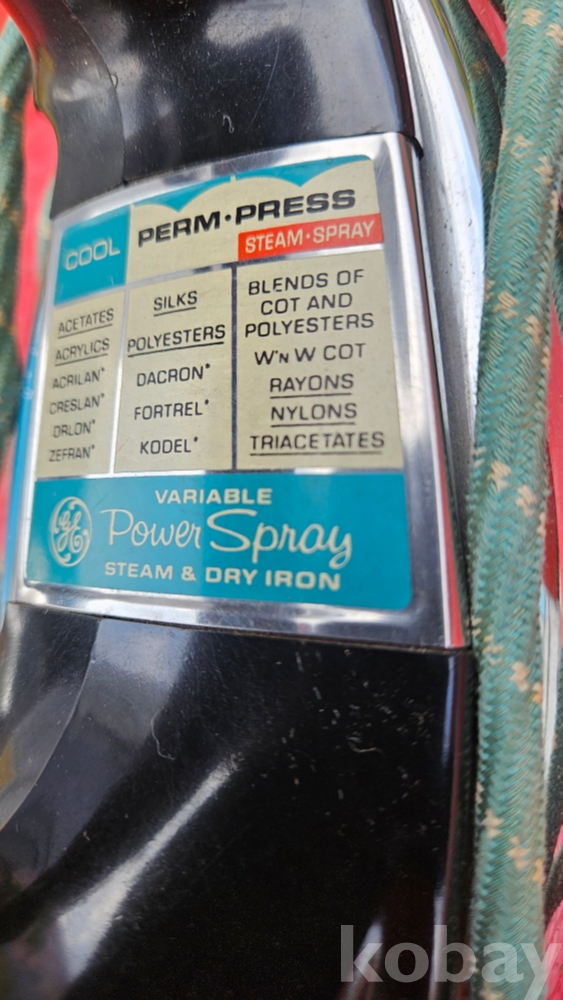 COOL
PERM·PRESS
STEAM·SPRAY
ACETATES
ACRYLICS
ACRILAN*
CRESLAN*
ORLON*
ZEFRAN*
SILKS
POLYESTERS
DACRON*
FORTREL*
KODEL*
BLENDS OF
COT AND
POLYESTERS
W'N W COT
RAYONS
NYLONS
TRIACETATES
GE
VARIABLE
Power Spray
STEAM & DRY IRON
kobay